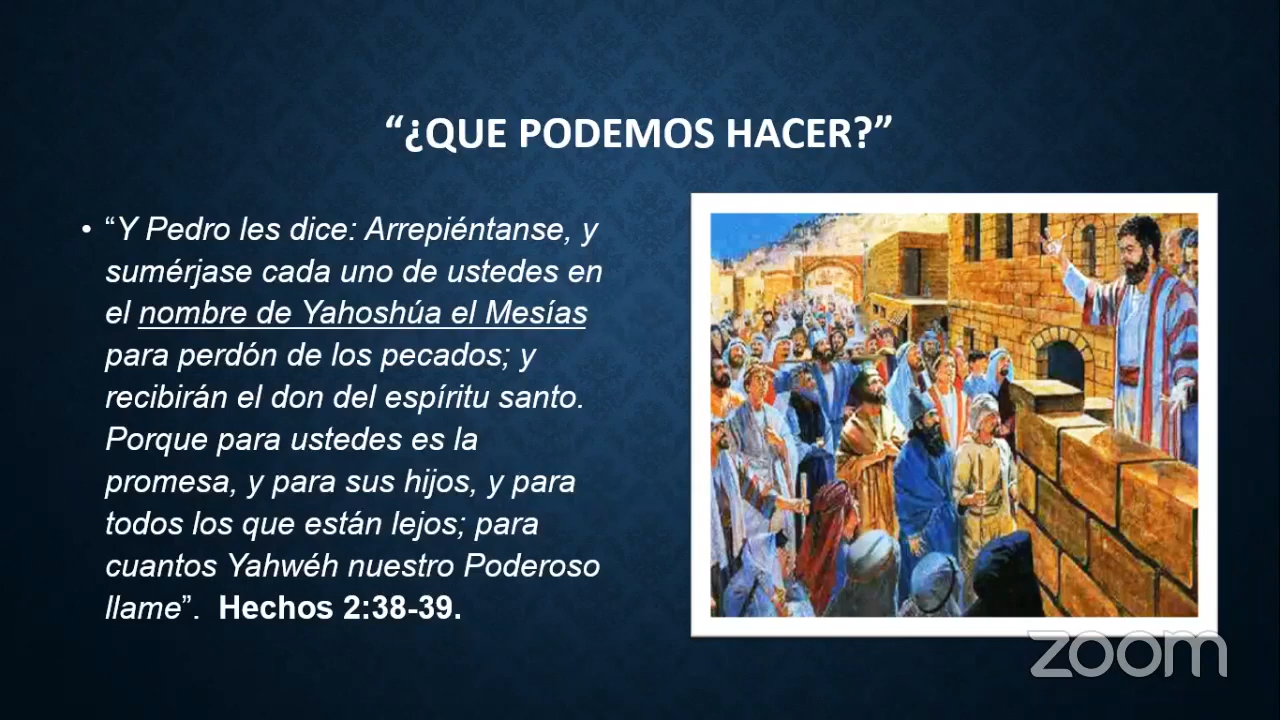 “¿QUE PODEMOS HACER?”
• “Y Pedro les dice: Arrepiéntanse, y
sumérjase cada uno de ustedes en
el nombre de Yahoshúa el Mesías
para perdón de los pecados; y
recibirán el don del espíritu santo.
Porque para ustedes es la
promesa, y para sus hijos, y para
todos los que están lejos; para
cuantos Yahwéh nuestro Poderoso
llame”. Hechos 2:38-39.
zoom